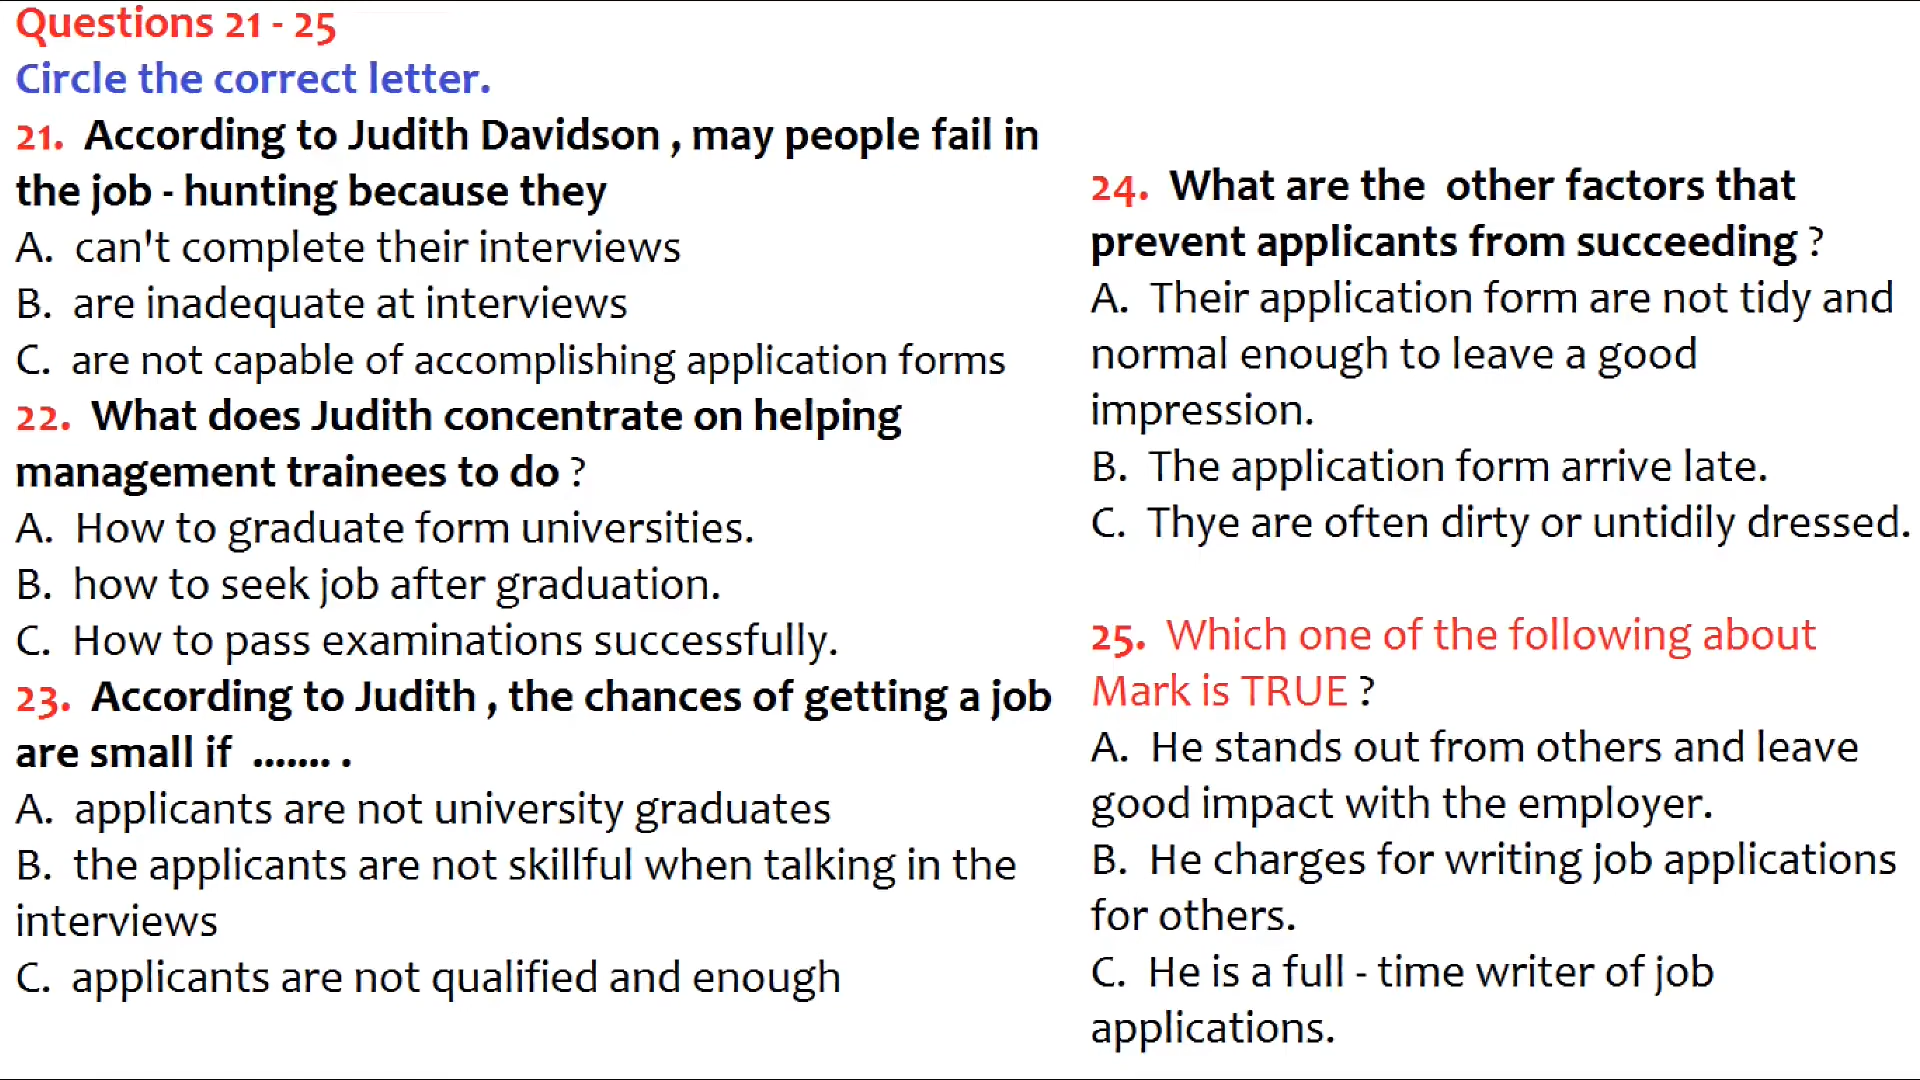 Questions 21 - 25
Circle the correct letter.
21. According to Judith Davidson , may people fail in
the job - hunting because they
A. can't complete their interviews
B. are inadequate at interviews
C. are not capable of accomplishing application forms
22. What does Judith concentrate on helping
management trainees to do ?
A. How to graduate form universities.
B. how to seek job after graduation.
C. How to pass examinations successfully.
23. According to Judith , the chances of getting a job
are small if ....... .
A. applicants are not university graduates
B. the applicants are not skillful when talking in the
interviews
C. applicants are not qualified and enough
24. What are the other factors that
prevent applicants from succeeding ?
A. Their application form are not tidy and
normal enough to leave a good
impression.
B. The application form arrive late.
C. Thye are often dirty or untidily dressed.
25. Which one of the following about
Mark is TRUE ?
A. He stands out from others and leave
good impact with the employer.
B. He charges for writing job applications
for others.
C. He is a full - time writer of job
applications.